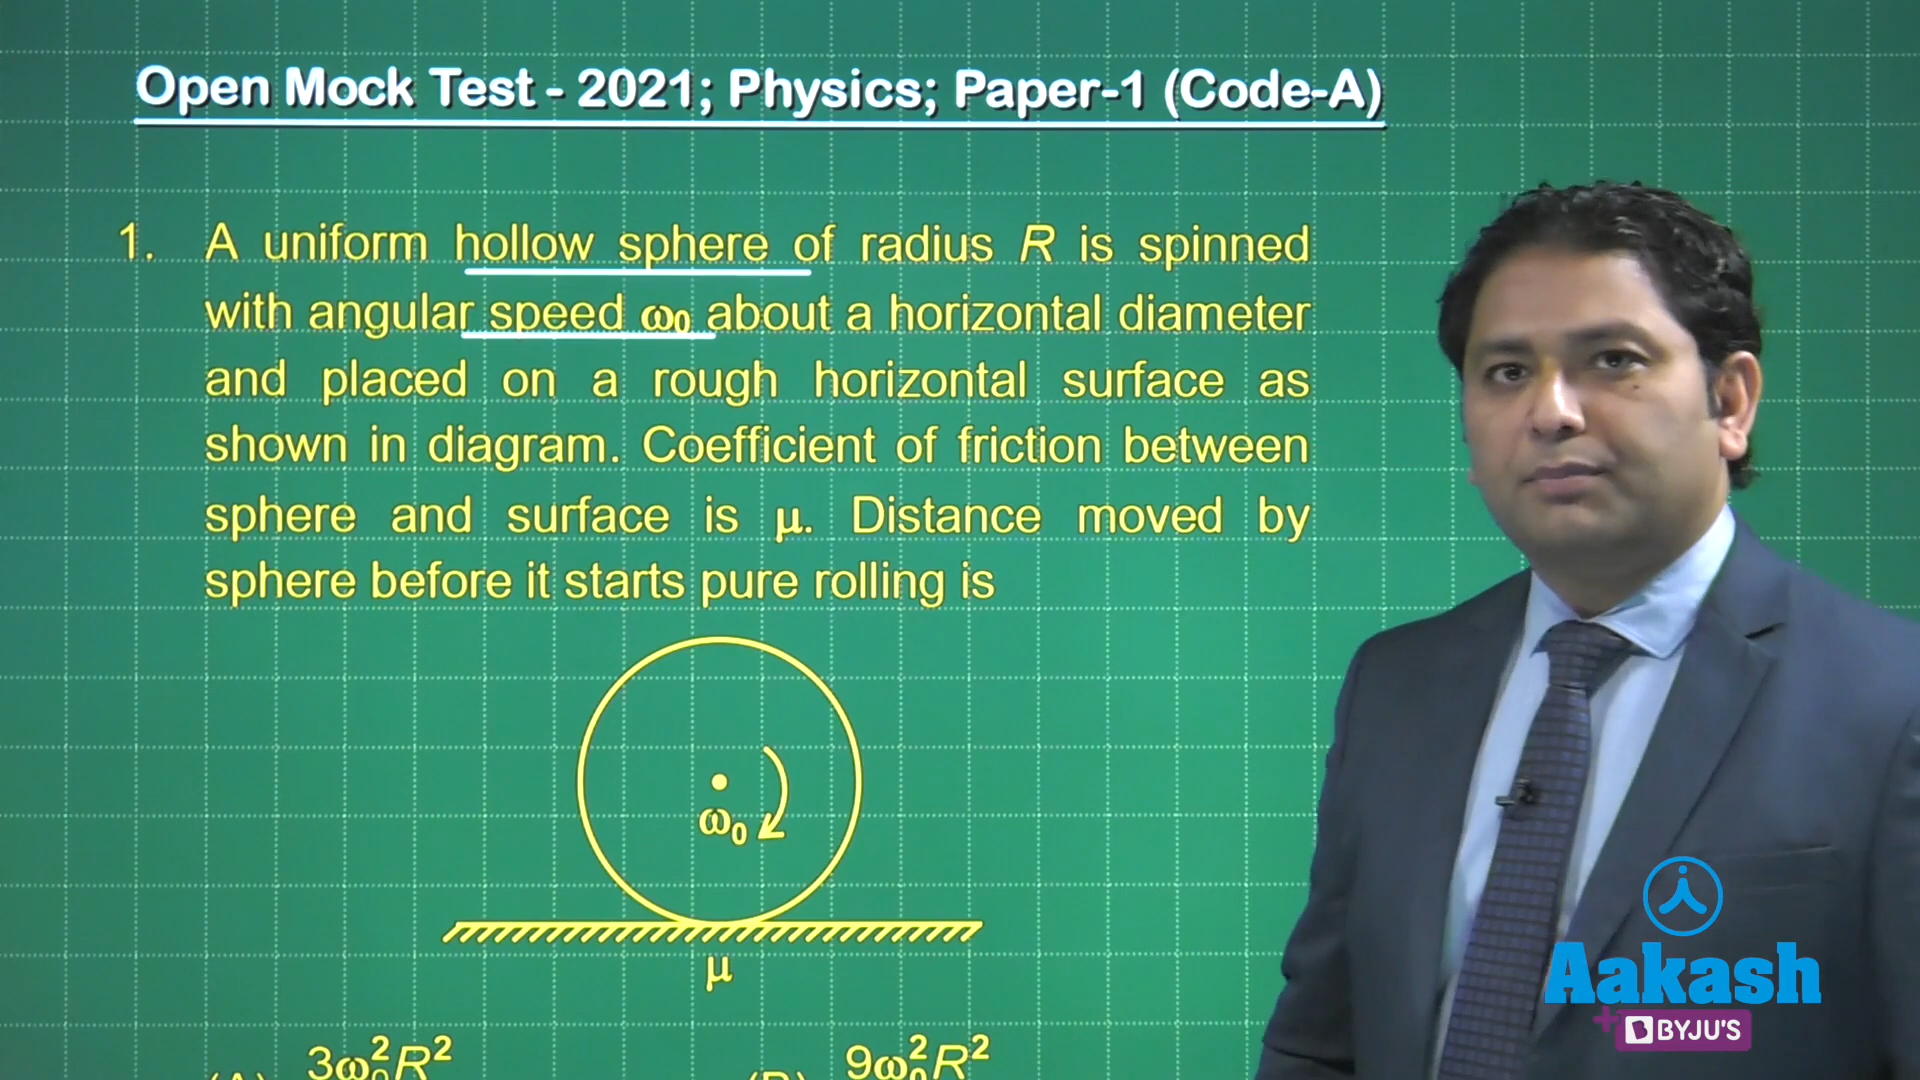 Open Mock Test - 2021; Physics; Paper-1 (Code-A)
1. A uniform hollow sphere of radius R is spinned
with angular speed ω₀ about a horizontal diameter
and placed on a rough horizontal surface as
shown in diagram. Coefficient of friction between
sphere and surface is μ. Distance moved by
sphere before it starts pure rolling is
ω₀
μ
(A) 3ω₀²R²
(B) 9ω₀²R²
Aakash
+BYJU'S